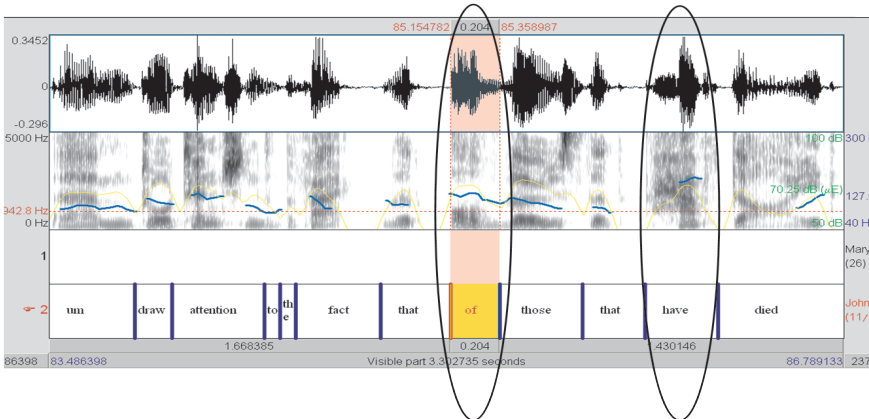 85.154782 0.204 85.358987
0.3452
0
-0.296
5000 Hz 100 dB 300 H
70.25 dB (µE)
942.8 Hz 127.
0 Hz 50 dB 40 H
1 Mary
(26)
2 um draw attention to the fact that of those that have died John
(11/
1.668385 0.204 1.430146
86398 83.486398 Visible part 3.302735 seconds 86.789133 237